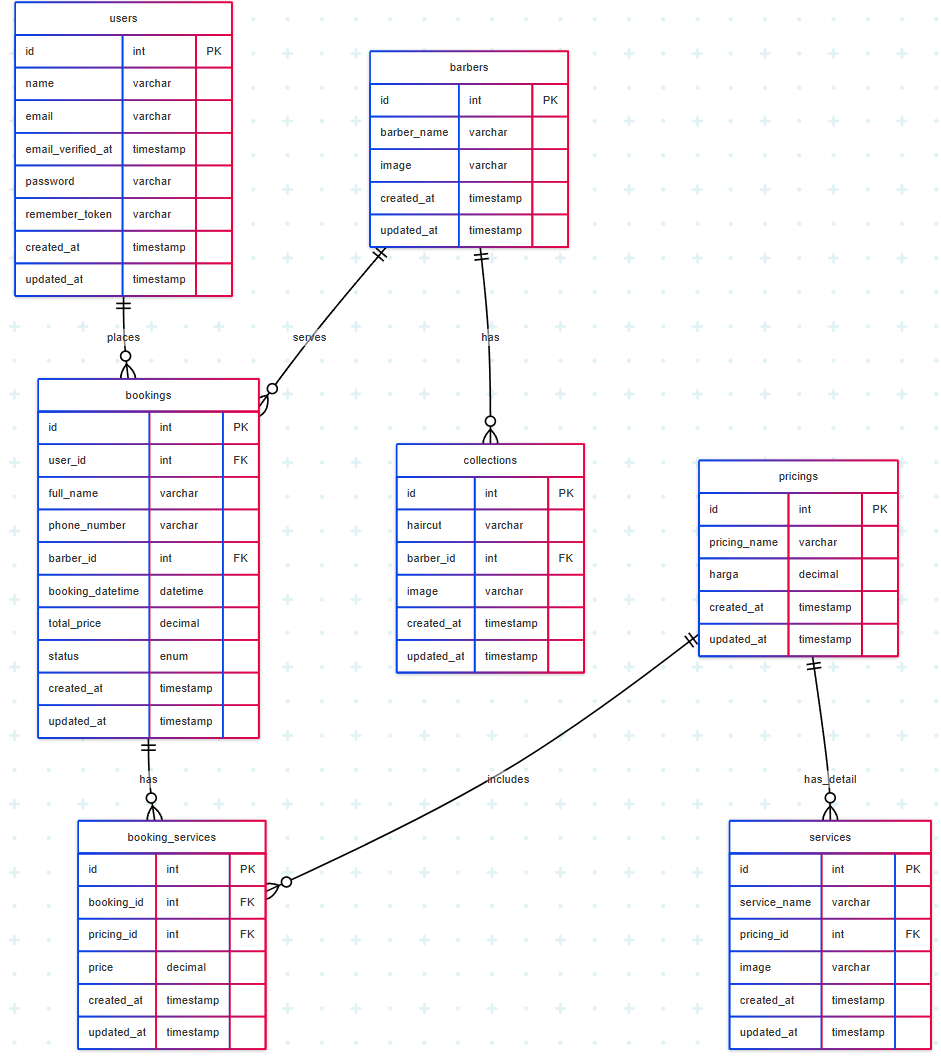 users
id int PK
name varchar
email varchar
email_verified_at timestamp
password varchar
remember_token varchar
created_at timestamp
updated_at timestamp
barbers
id int PK
barber_name varchar
image varchar
created_at timestamp
updated_at timestamp
places
serves
has
bookings
id int PK
user_id int FK
full_name varchar
phone_number varchar
barber_id int FK
booking_datetime datetime
total_price decimal
status enum
created_at timestamp
updated_at timestamp
collections
id int PK
haircut varchar
barber_id int FK
image varchar
created_at timestamp
updated_at timestamp
pricings
id int PK
pricing_name varchar
harga decimal
created_at timestamp
updated_at timestamp
has
includes
has_detail
booking_services
id int PK
booking_id int FK
pricing_id int FK
price decimal
created_at timestamp
updated_at timestamp
services
id int PK
service_name varchar
pricing_id int FK
image varchar
created_at timestamp
updated_at timestamp